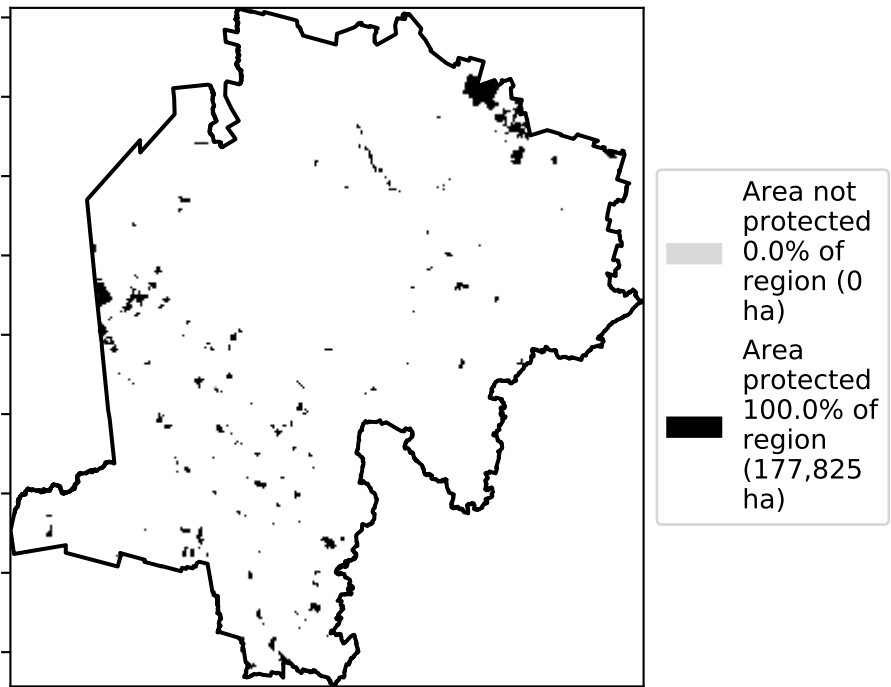 Area not
protected
0.0% of
region (0
ha)
Area
protected
100.0% of
region
(177,825
ha)